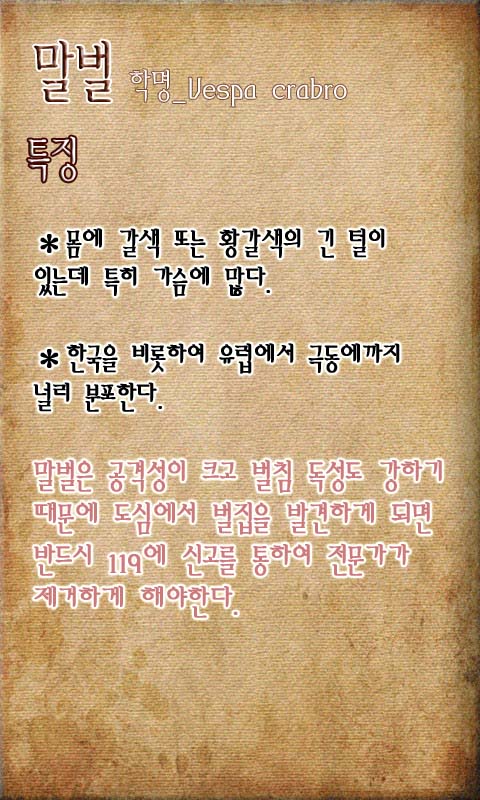 말벌 학명_Vespa crabro
특징
*몸에 갈색 또는 황갈색의 긴 털이
있는데 특히 가슴에 많다.
*한국을 비롯하여 유럽에서 극동에까지
널리 분포한다.
말벌은 공격성이 크고 벌침 독성도 강하기
때문에 도심에서 벌집을 발견하게 되면
반드시 119에 신고를 통하여 전문가가
제거하게 해야한다.